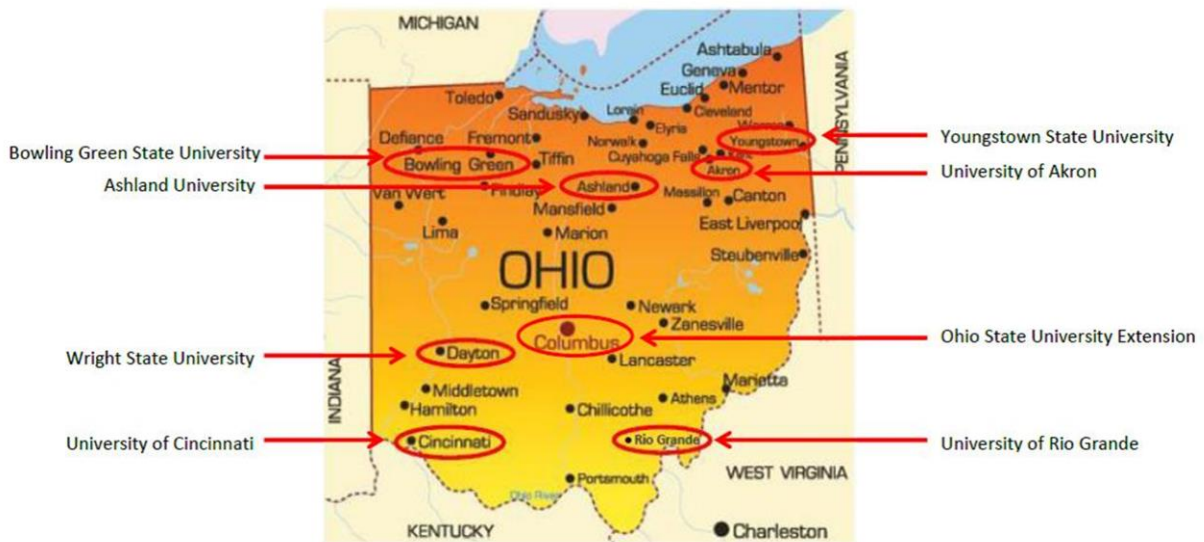 MICHIGAN
Ashtabula
Geneva
Mentor
Euclid
Toledo
Sandusky
Lorain
Cleveland
PENNSYLVANIA
Defiance
Fremont
Norwalk
Elyria
Youngstown
Youngstown State University
Bowling Green State University
Bowling Green
Tiffin
Cuyahoga Falls
Akron
University of Akron
Ashland University
Findlay
Ashland
Massillon
Canton
Van Wert
Mansfield
East Liverpool
Lima
Marion
Steubenville
OHIO
Springfield
Newark
Zanesville
Columbus
Ohio State University Extension
Wright State University
Dayton
Lancaster
INDIANA
Middletown
Marietta
Hamilton
Athens
Chillicothe
University of Cincinnati
Cincinnati
Rio Grande
University of Rio Grande
WEST VIRGINIA
Portsmouth
Ohio River
KENTUCKY
Charleston